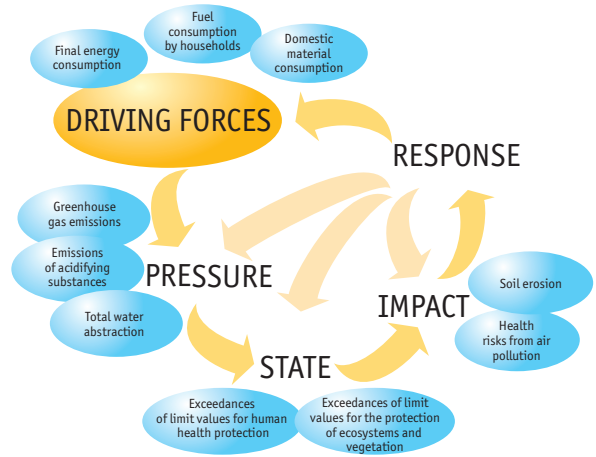 Fuel
consumption
by households
Final energy
consumption
Domestic
material
consumption
DRIVING FORCES
RESPONSE
Greenhouse
gas emissions
Emissions
of acidifying
substances
PRESSURE
Total water
abstraction
IMPACT
Soil erosion
Health
risks from air
pollution
STATE
Exceedances
of limit values for human
health protection
Exceedances of limit
values for the protection
of ecosystems and
vegetation